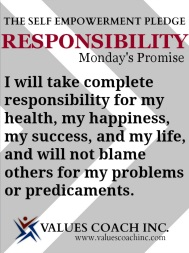 THE SELF EMPOWERMENT PLEDGE
RESPONSIBILITY
Monday's Promise
I will take complete
responsibility for my
health, my happiness,
my success, and my life,
and will not blame
others for my problems
or predicaments.
VALUES COACH INC.
www.valuescoachinc.com